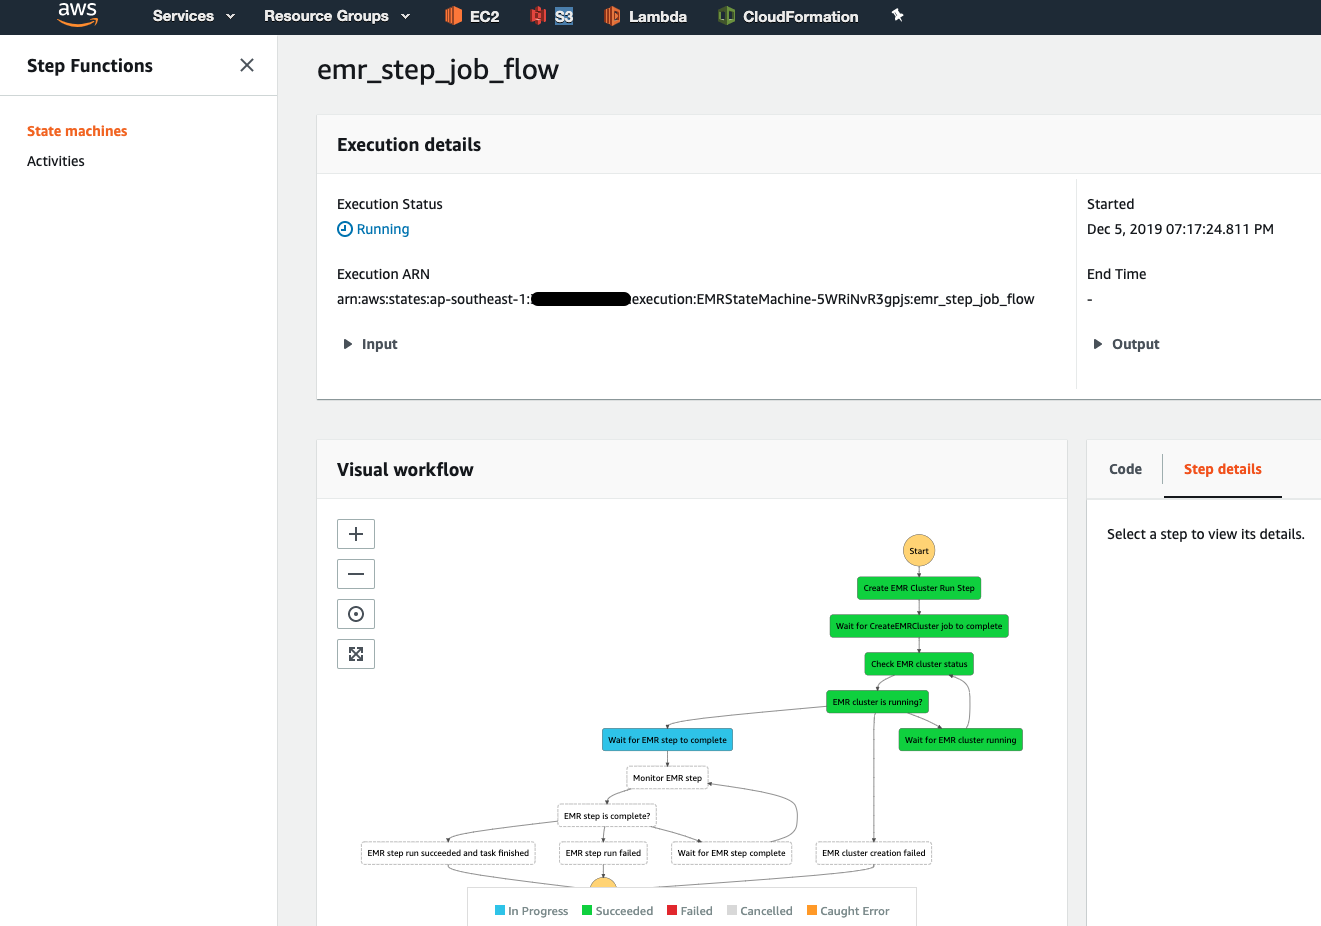 aws Services Resource Groups EC2 S3 Lambda CloudFormation
Step Functions
State machines
Activities
emr_step_job_flow
Execution details
Execution Status
Running
Started
Dec 5, 2019 07:17:24.811 PM
Execution ARN
arn:aws:states:ap-southeast-1: execution:EMRStateMachine-5WRiNvR3gpjs:emr_step_job_flow
End Time
-
Input
Output
Visual workflow
Code
Step details
Select a step to view its details.
Start
Create EMR Cluster Run Step
Wait for CreateEMRCluster job to complete
Check EMR cluster status
EMR cluster is running?
Wait for EMR step to complete
Wait for EMR cluster running
Monitor EMR step
EMR step is complete?
EMR step run succeeded and task finished
EMR step run failed
Wait for EMR step complete
EMR cluster creation failed
In Progress Succeeded Failed Cancelled Caught Error